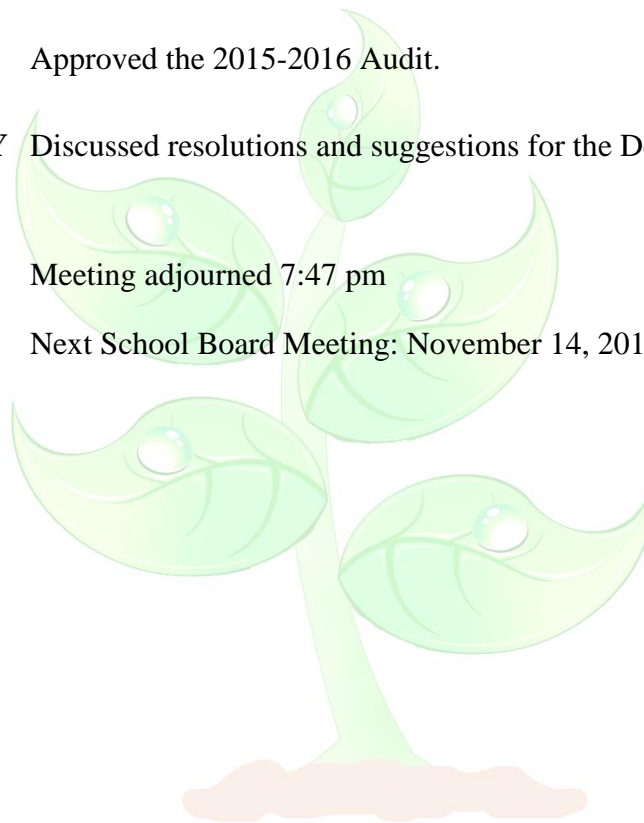 Approved the 2015-2016 Audit.
Y Discussed resolutions and suggestions for the D
Meeting adjourned 7:47 pm
Next School Board Meeting: November 14, 201